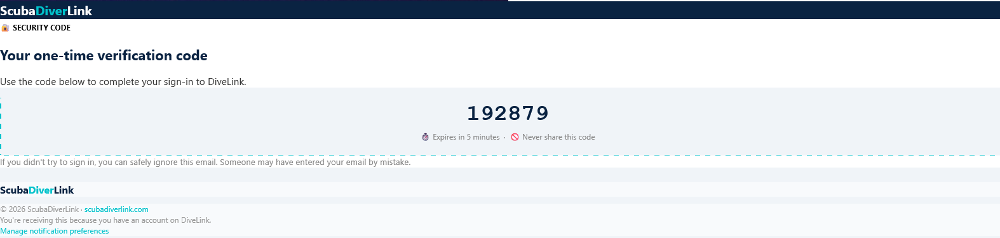 ScubaDiverLink
🔐 SECURITY CODE
Your one-time verification code
Use the code below to complete your sign-in to DiveLink.
192879
⏱ Expires in 5 minutes · 🚫 Never share this code
If you didn't try to sign in, you can safely ignore this email. Someone may have entered your email by mistake.
ScubaDiverLink
© 2026 ScubaDiverLink · scubadiverlink.com
You're receiving this because you have an account on DiveLink.
Manage notification preferences